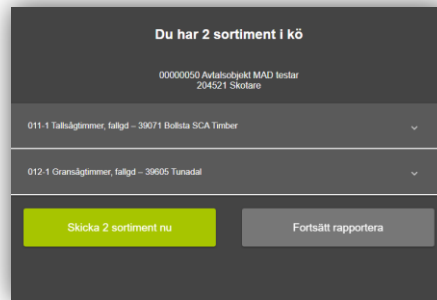 Du har 2 sortiment i kö
00000050 Avtalsobjekt MAD testar
204521 Skotare
011-1 Tallsågtimmer, fallgd – 39071 Bollsta SCA Timber
012-1 Gransågtimmer, fallgd – 39605 Tunadal
Skicka 2 sortiment nu
Fortsätt rapportera